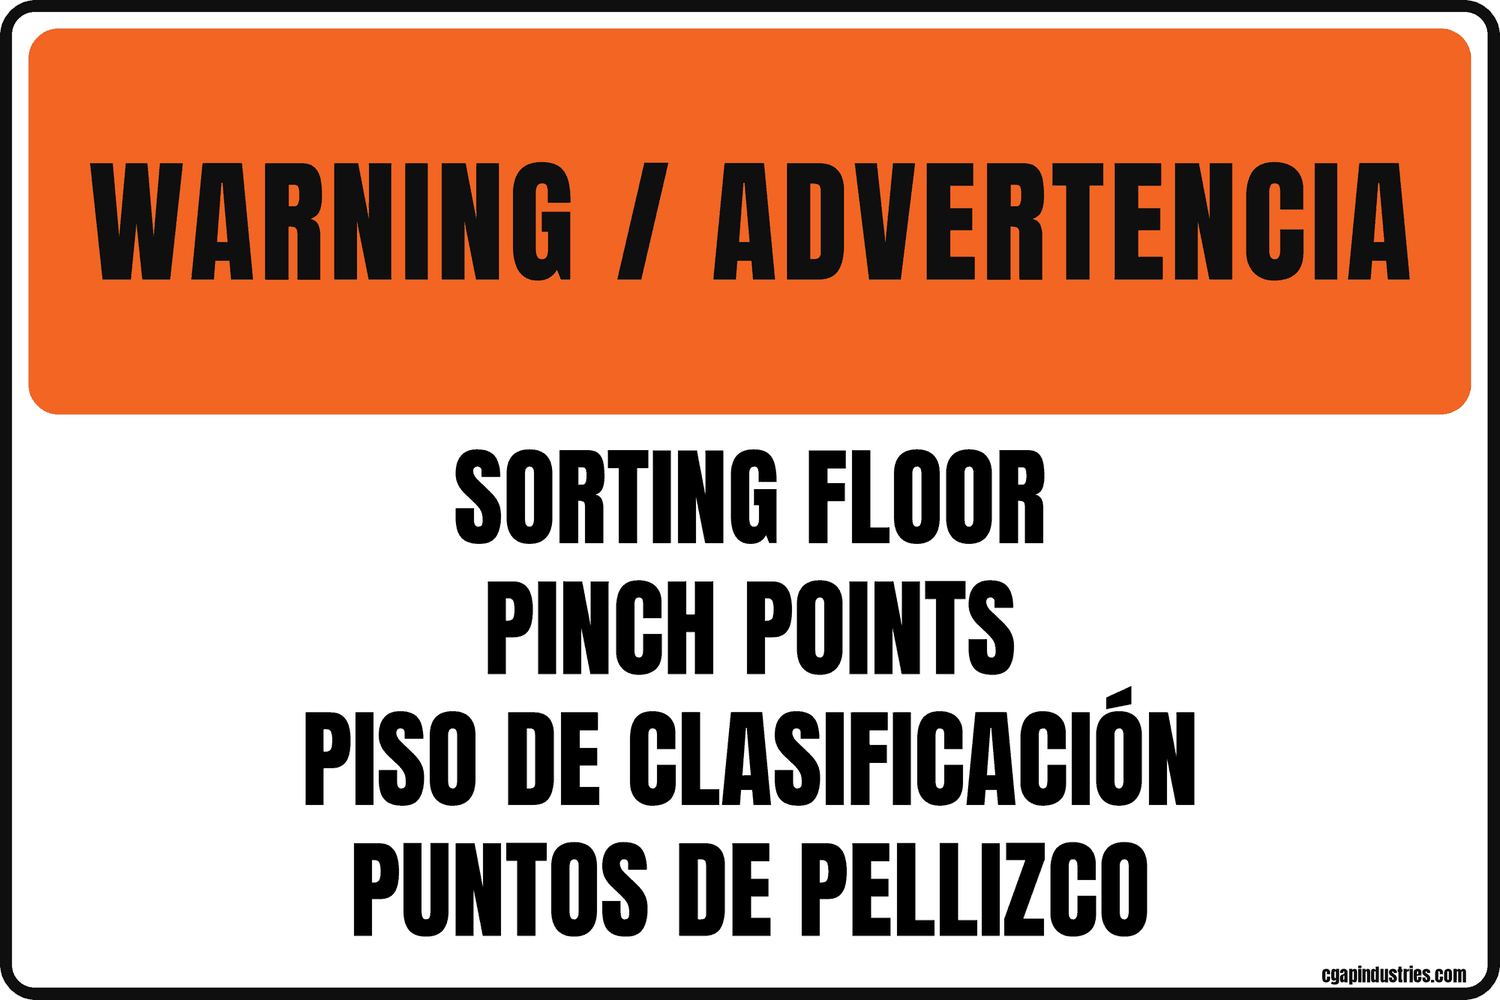 WARNING / ADVERTENCIA
SORTING FLOOR
PINCH POINTS
PISO DE CLASIFICACIÓN
PUNTOS DE PELLIZCO
cgapindustries.com